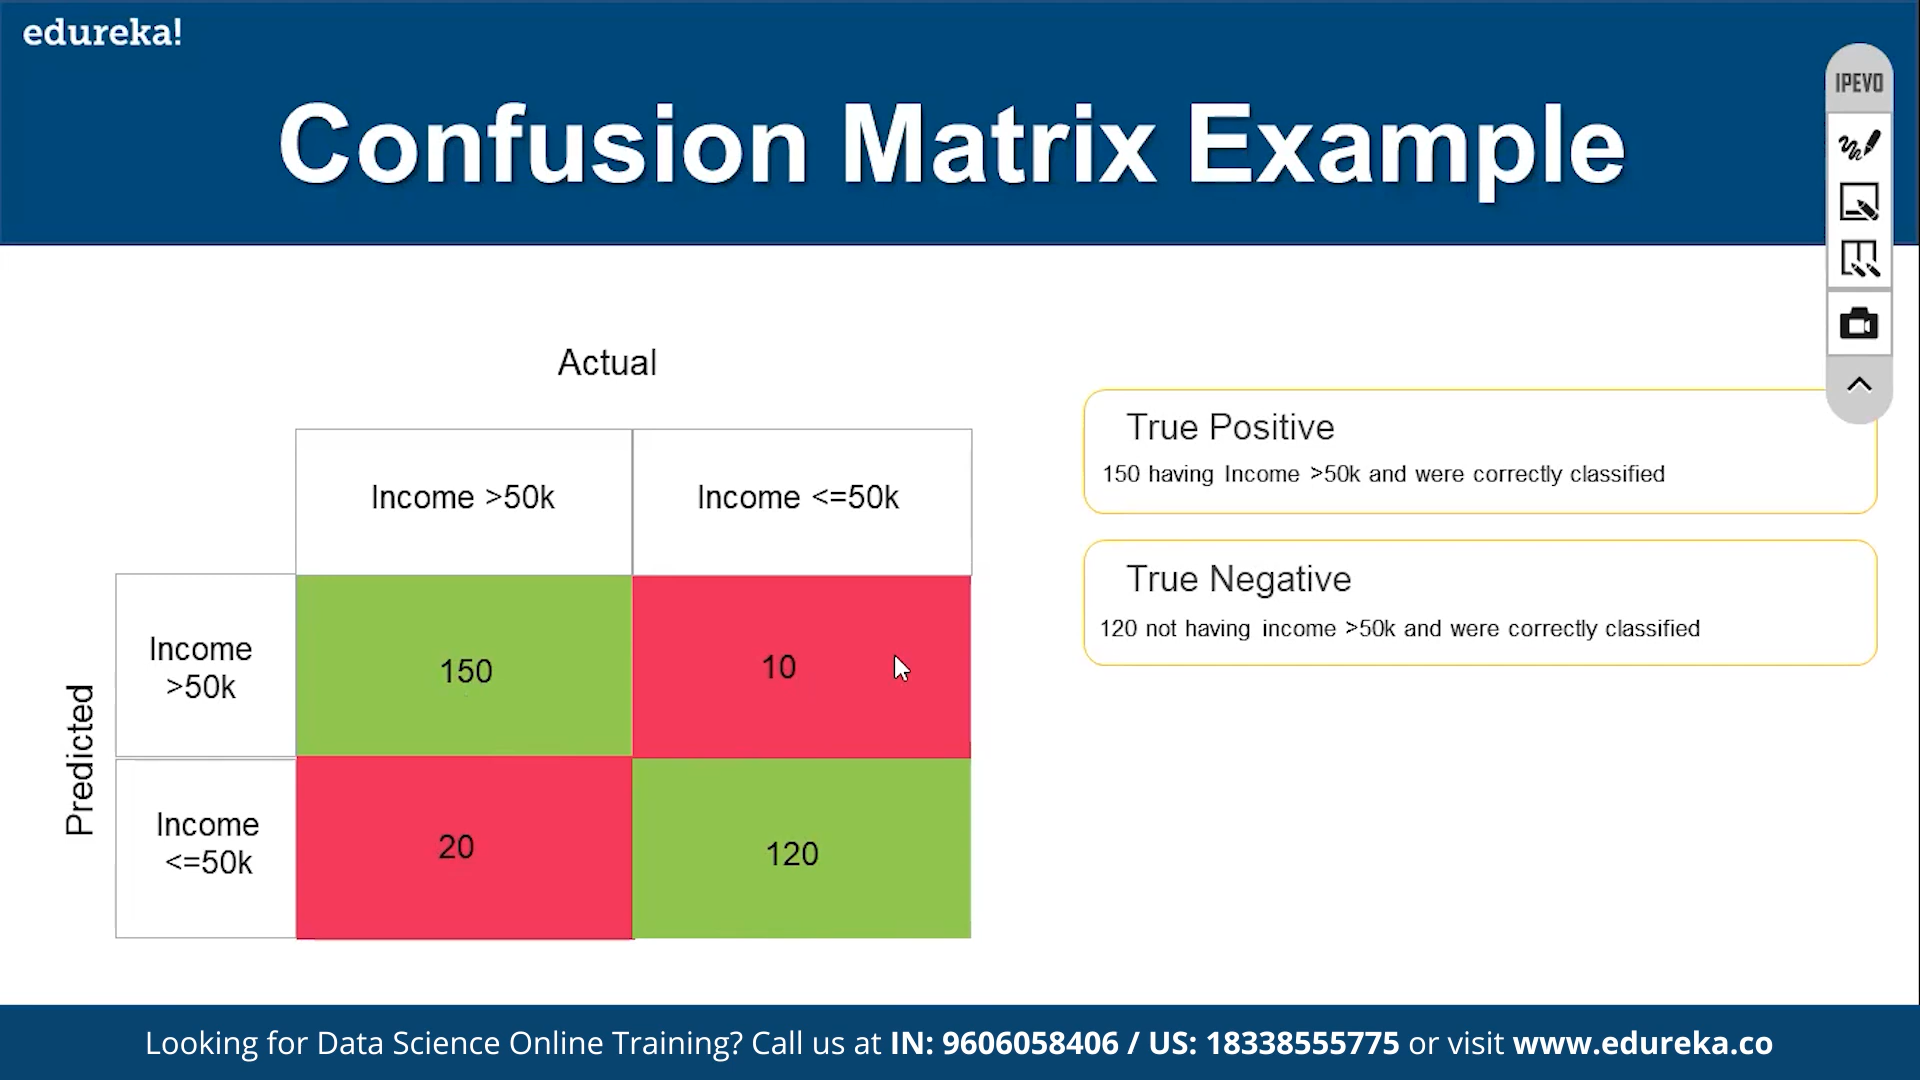 edureka!
IPEVO
Confusion Matrix Example
Actual
Income >50k
Income <=50k
Predicted
Income
>50k
150
10
Income
<=50k
20
120
True Positive
150 having Income >50k and were correctly classified
True Negative
120 not having income >50k and were correctly classified
Looking for Data Science Online Training? Call us at IN: 9606058406 / US: 18338555775 or visit www.edureka.co